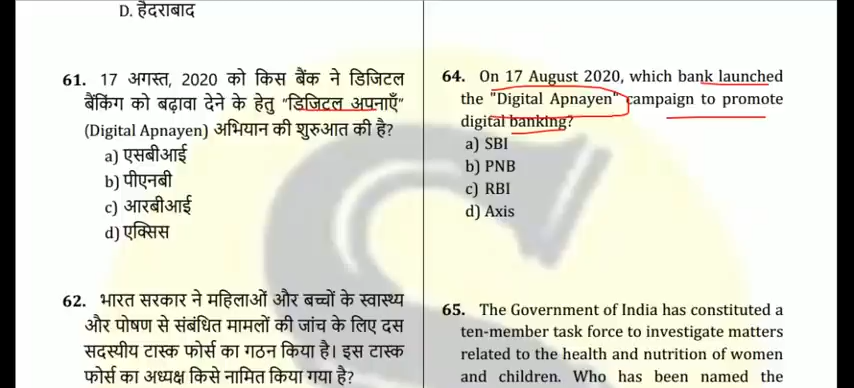 D. हैदराबाद
61. 17 अगस्त, 2020 को किस बैंक ने डिजिटल
बैंकिंग को बढ़ावा देने के हेतु "डिजिटल अपनाएँ"
(Digital Apnayen) अभियान की शुरुआत की है?
a) एसबीआई
b) पीएनबी
c) आरबीआई
d) एक्सिस
62. भारत सरकार ने महिलाओं और बच्चों के स्वास्थ्य
और पोषण से संबंधित मामलों की जांच के लिए दस
सदस्यीय टास्क फोर्स का गठन किया है। इस टास्क
फोर्स का अध्यक्ष किसे नामित किया गया है?
64. On 17 August 2020, which bank launched
the "Digital Apnayen" campaign to promote
digital banking?
a) SBI
b) PNB
c) RBI
d) Axis
65. The Government of India has constituted a
ten-member task force to investigate matters
related to the health and nutrition of women
and children. Who has been named the